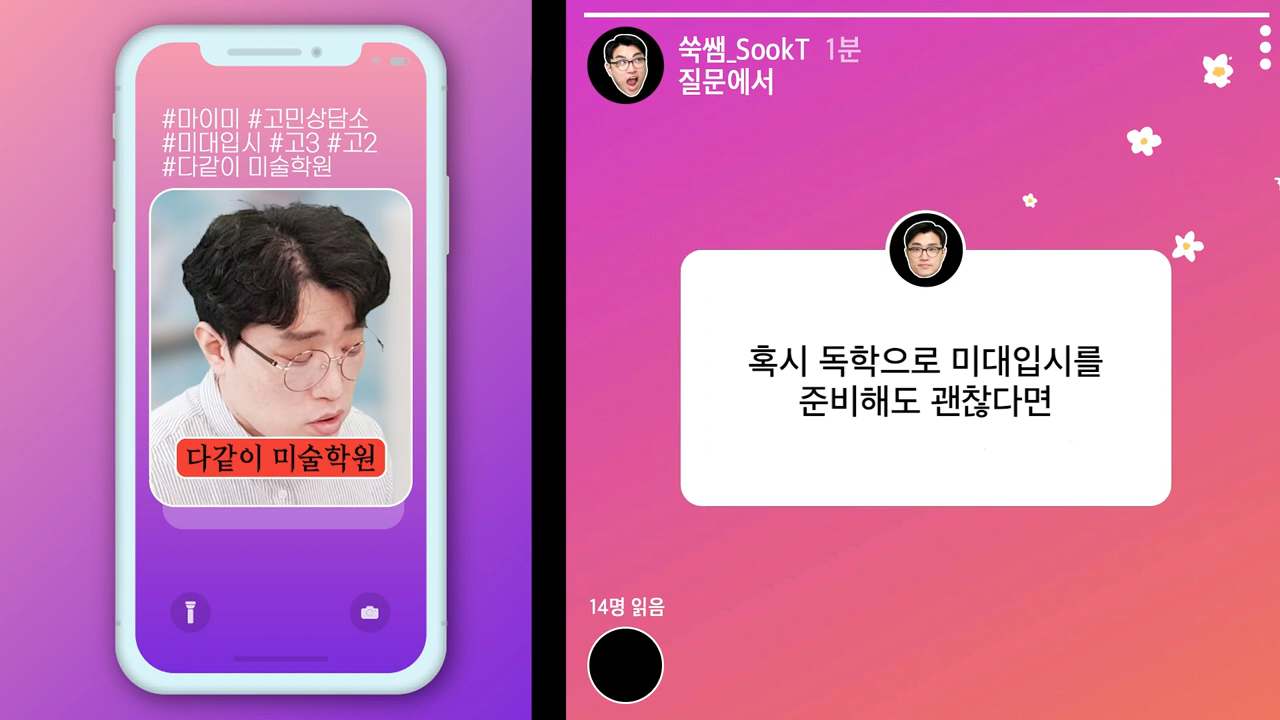 #마이미 #고민상담소
#미대입시 #고3 #고2
#다같이 미술학원
다같이 미술학원
쑥쌤_SookT 1분
질문에서
혹시 독학으로 미대입시를
준비해도 괜찮다면
14명 읽음